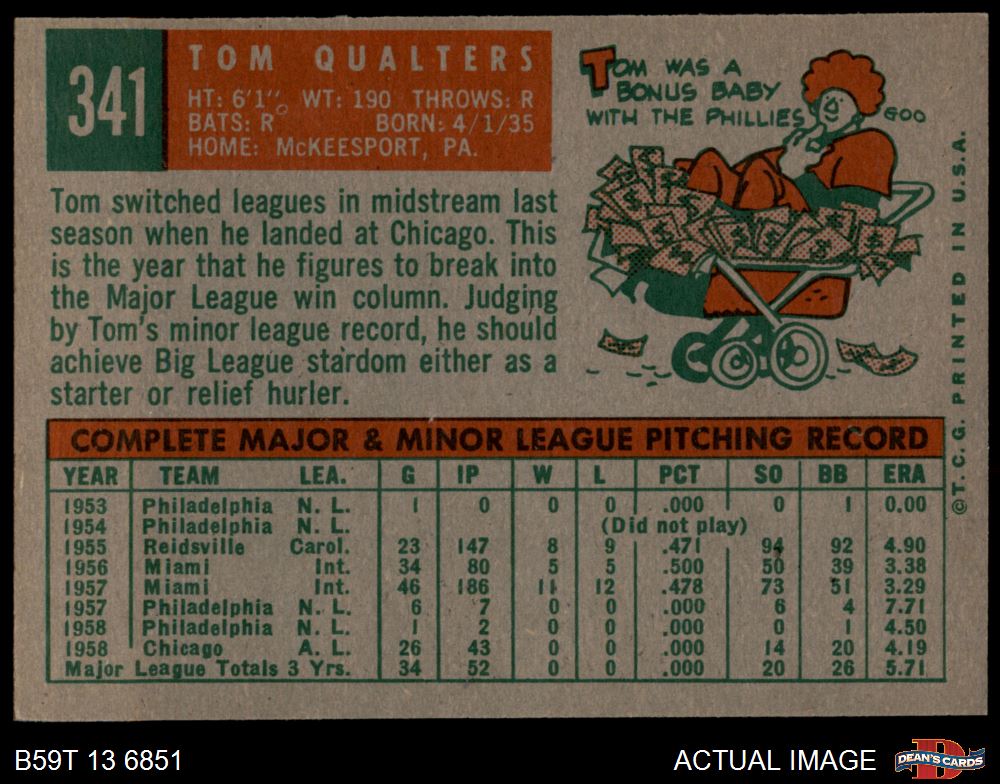 341
TOM QUALTERS
HT: 6'1" WT: 190 THROWS: R
BATS: R BORN: 4/1/35
HOME: McKEESPORT, PA.
TOM WAS A
BONUS BABY
WITH THE PHILLIES
GOO
Tom switched leagues in midstream last
season when he landed at Chicago. This
is the year that he figures to break into
the Major League win column. Judging
by Tom's minor league record, he should
achieve Big League stardom either as a
starter or relief hurler.
COMPLETE MAJOR & MINOR LEAGUE PITCHING RECORD
YEAR TEAM LEA. G IP W L PCT SO BB ERA
1953 Philadelphia N. L. 1 0 0 0 .000 0 1 0.00
1954 Philadelphia N. L. (Did not play)
1955 Reidsville Carol. 23 147 8 9 .471 94 92 4.90
1956 Miami Int. 34 80 5 5 .500 50 39 3.38
1957 Miami Int. 46 186 11 12 .478 73 51 3.29
1957 Philadelphia N. L. 6 7 0 0 .000 6 4 7.71
1958 Philadelphia N. L. 1 2 0 0 .000 0 1 4.50
1958 Chicago A. L. 26 43 0 0 .000 14 20 4.19
Major League Totals 3 Yrs. 34 52 0 0 .000 20 26 5.71
©T.C.G. PRINTED IN U.S.A.
B59T 13 6851
ACTUAL IMAGE
D
DEAN'S CARDS